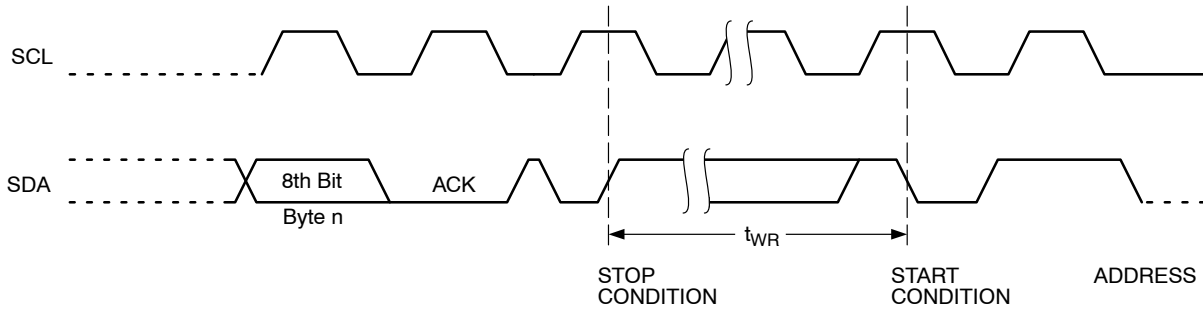 SCL
SDA
8th Bit
Byte n
ACK
tWR
STOP
CONDITION
START
CONDITION
ADDRESS